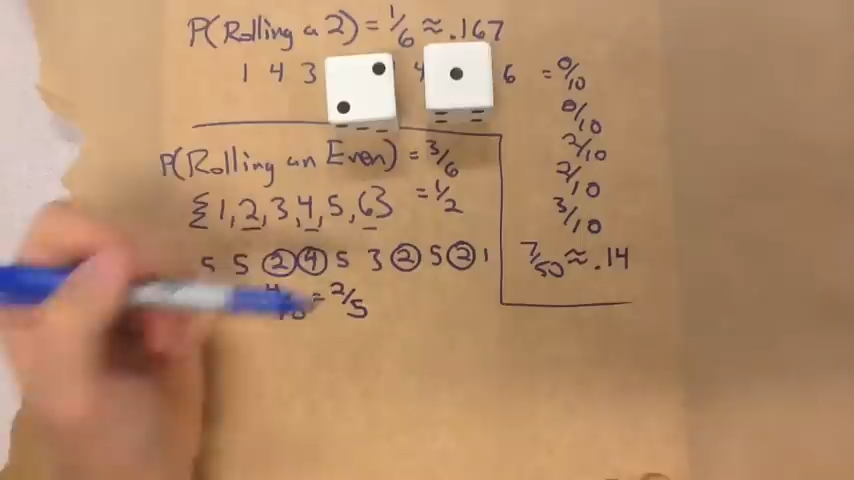 P(Rolling a 2) = 1/6 ≈ .167
1 4 3 4 6 = 0/10
0/10
2/10
2/10
3/10
7/50 ≈ .14
P(Rolling an Even) = 3/6
{1,2,3,4,5,6} = 1/2
5 5 2 4 5 3 2 5 2 1
= 2/5